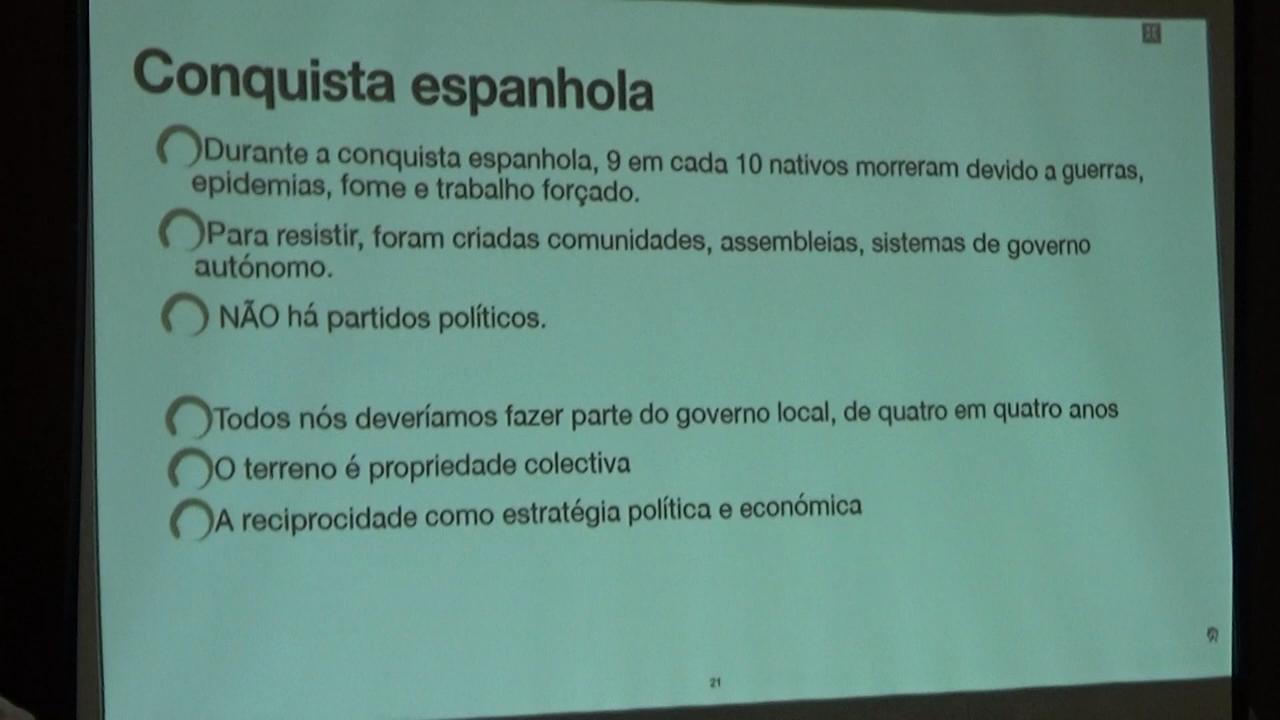 Conquista espanhola
Durante a conquista espanhola, 9 em cada 10 nativos morreram devido a guerras,
epidemias, fome e trabalho forçado.
Para resistir, foram criadas comunidades, assembleias, sistemas de governo
autónomo.
NÃO há partidos políticos.
Todos nós deveríamos fazer parte do governo local, de quatro em quatro anos
O terreno é propriedade colectiva
A reciprocidade como estratégia política e económica
21